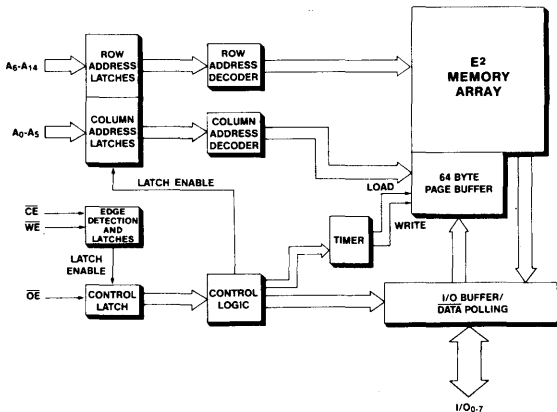 A6-A14
ROW
ADDRESS
LATCHES
ROW
ADDRESS
DECODER
E2
MEMORY
ARRAY
A0-A5
COLUMN
ADDRESS
LATCHES
COLUMN
ADDRESS
DECODER
64 BYTE
PAGE BUFFER
LATCH ENABLE
LOAD
CE
WE
EDGE
DETECTION
AND
LATCHES
TIMER
WRITE
LATCH
ENABLE
OE
CONTROL
LATCH
CONTROL
LOGIC
I/O BUFFER/
DATA POLLING
I/O0-7